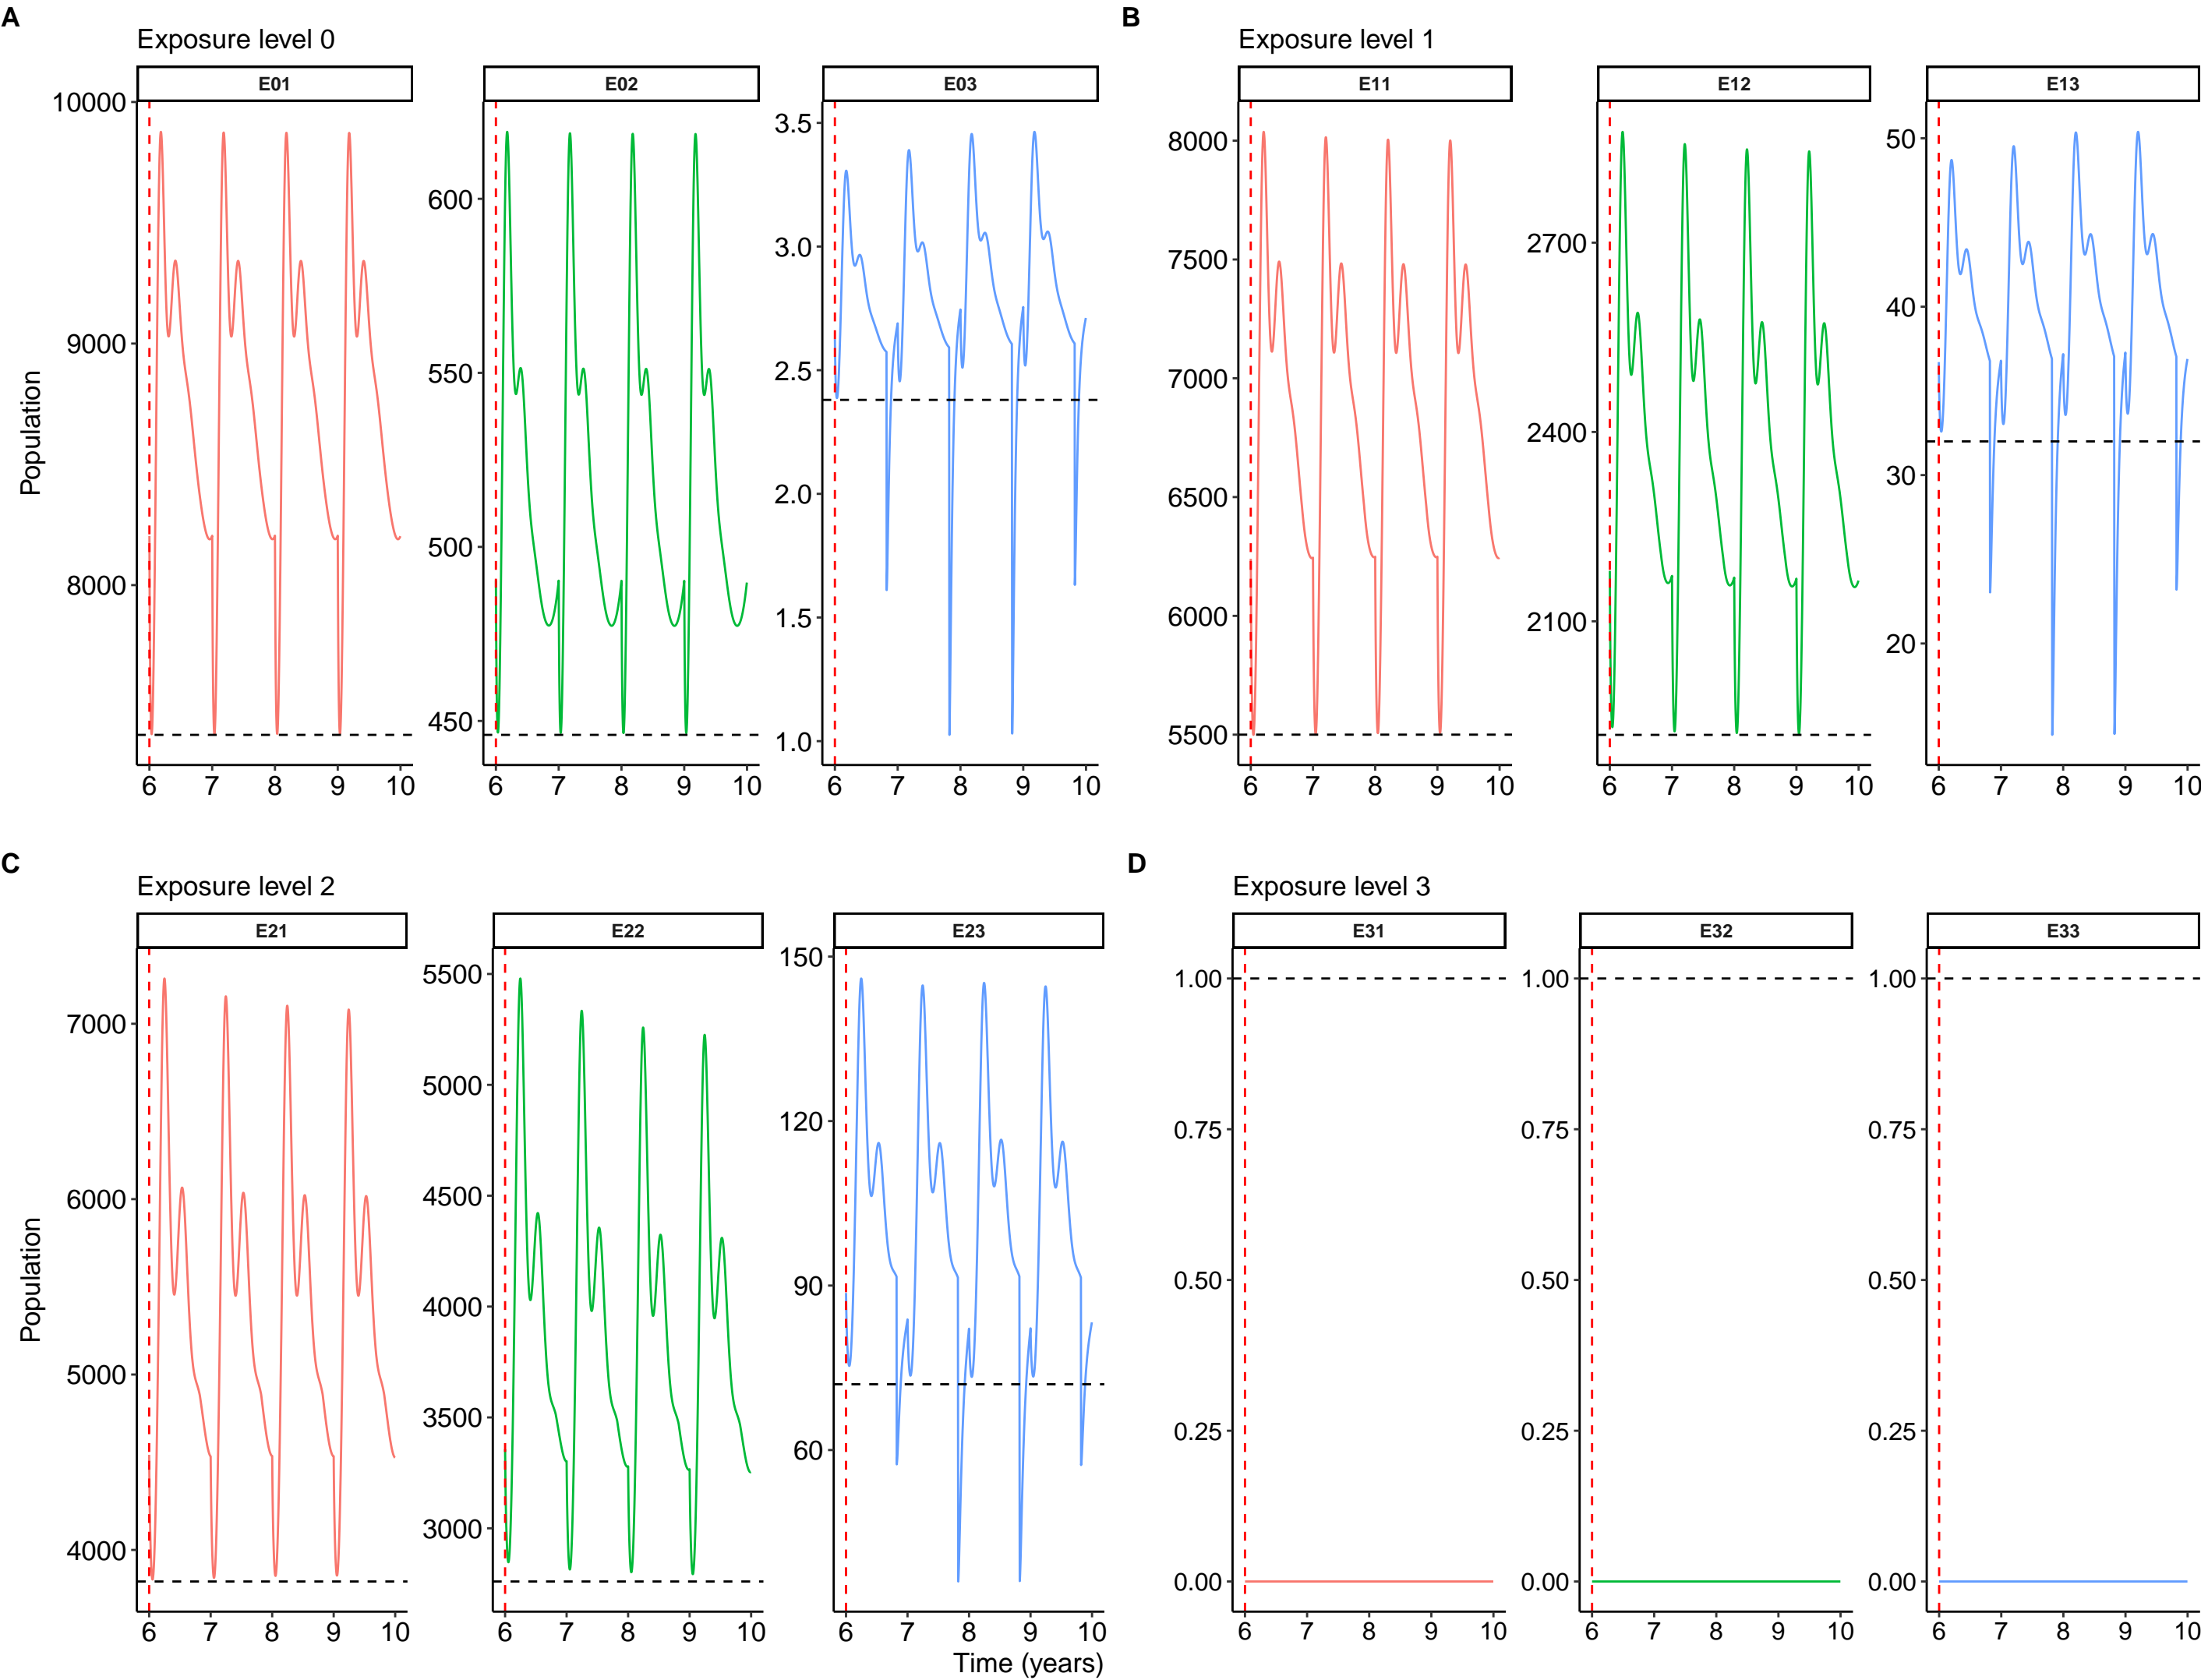 A
Exposure level 0
E01
E02
E03
Population
10000
9000
8000
600
550
500
450
3.5
3.0
2.5
2.0
1.5
1.0
6 7 8 9 10
6 7 8 9 10
6 7 8 9 10
B
Exposure level 1
E11
E12
E13
8000
7500
7000
6500
6000
5500
2700
2400
2100
50
40
30
20
6 7 8 9 10
6 7 8 9 10
6 7 8 9 10
C
Exposure level 2
E21
E22
E23
Population
7000
6000
5000
4000
5500
5000
4500
4000
3500
3000
150
120
90
60
6 7 8 9 10
6 7 8 9 10
6 7 8 9 10
Time (years)
D
Exposure level 3
E31
E32
E33
1.00
0.75
0.50
0.25
0.00
1.00
0.75
0.50
0.25
0.00
1.00
0.75
0.50
0.25
0.00
6 7 8 9 10
6 7 8 9 10
6 7 8 9 10